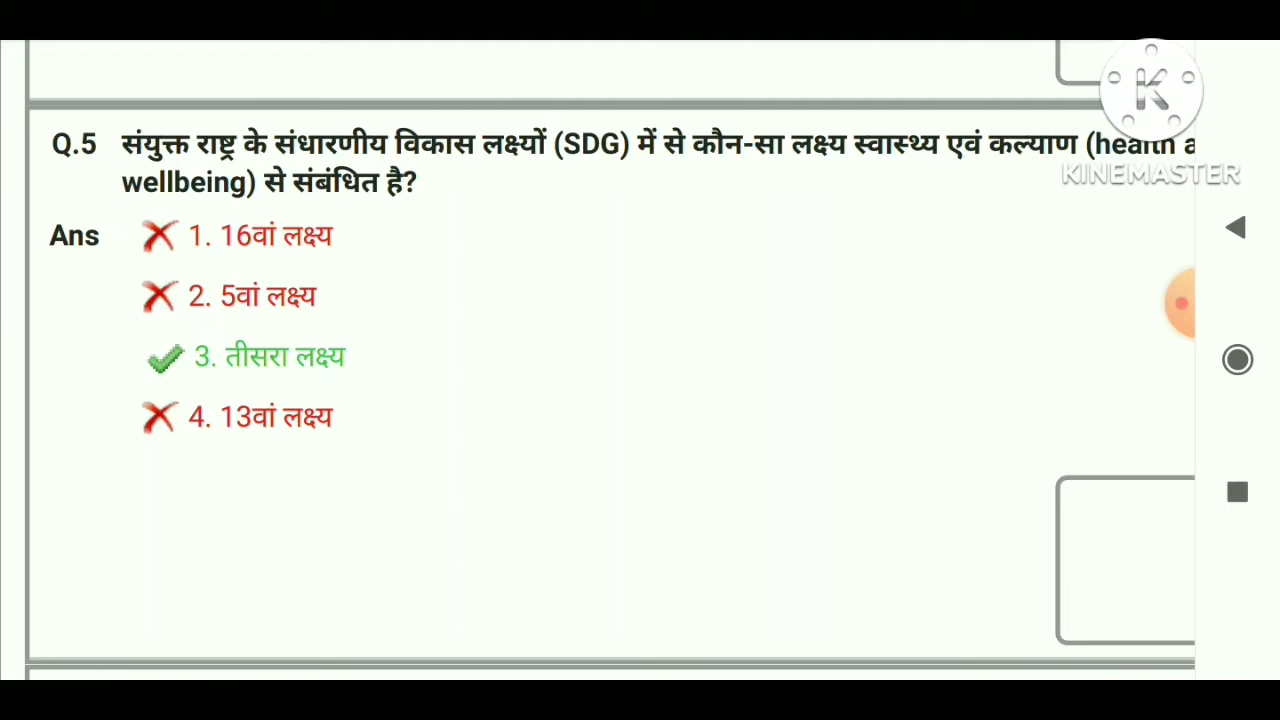 Q.5 संयुक्त राष्ट्र के संधारणीय विकास लक्ष्यों (SDG) में से कौन-सा लक्ष्य स्वास्थ्य एवं कल्याण (health a
wellbeing) से संबंधित है?
KINEMASTER
Ans 1. 16वां लक्ष्य
2. 5वां लक्ष्य
3. तीसरा लक्ष्य
4. 13वां लक्ष्य